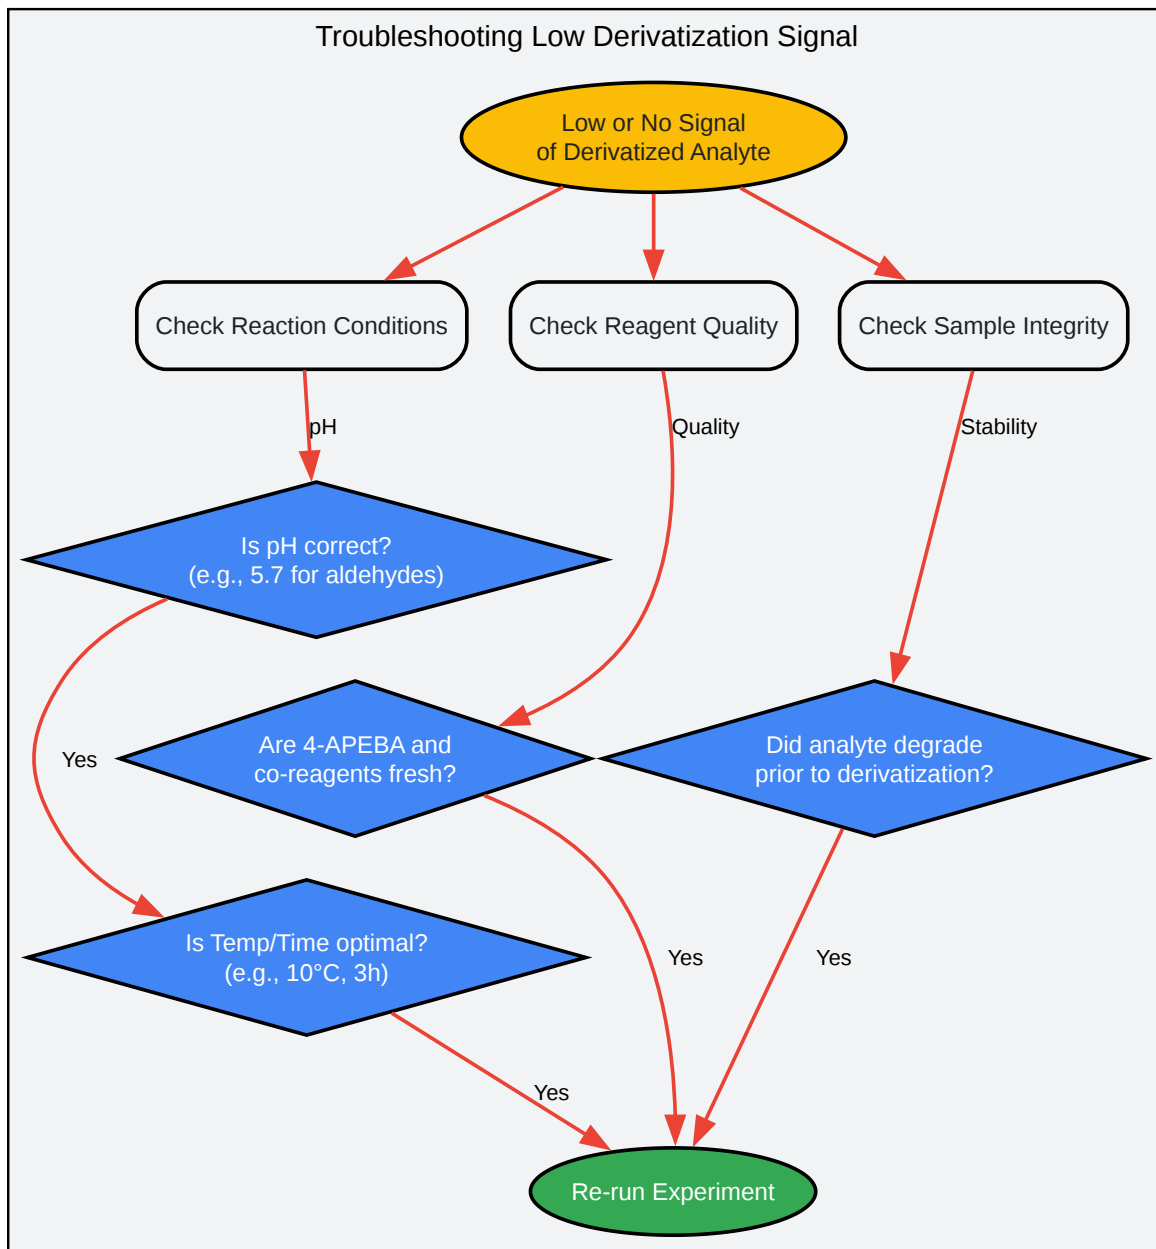 Troubleshooting Low Derivatization Signal
Low or No Signal
of Derivatized Analyte
Check Reaction Conditions
Check Reagent Quality
Check Sample Integrity
pH
Quality
Stability
Is pH correct?
(e.g., 5.7 for aldehydes)
Yes
Are 4-APEBA and
co-reagents fresh?
Did analyte degrade
prior to derivatization?
Is Temp/Time optimal?
(e.g., 10°C, 3h)
Yes
Yes
Yes
Re-run Experiment